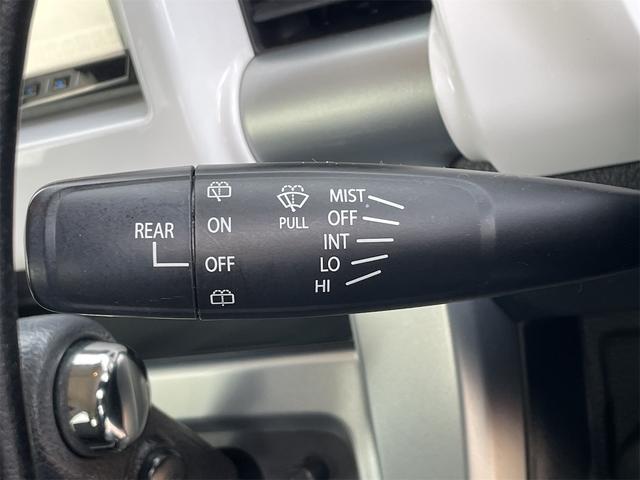 REAR
ON
OFF
PULL
MIST
OFF
INT
LO
HI